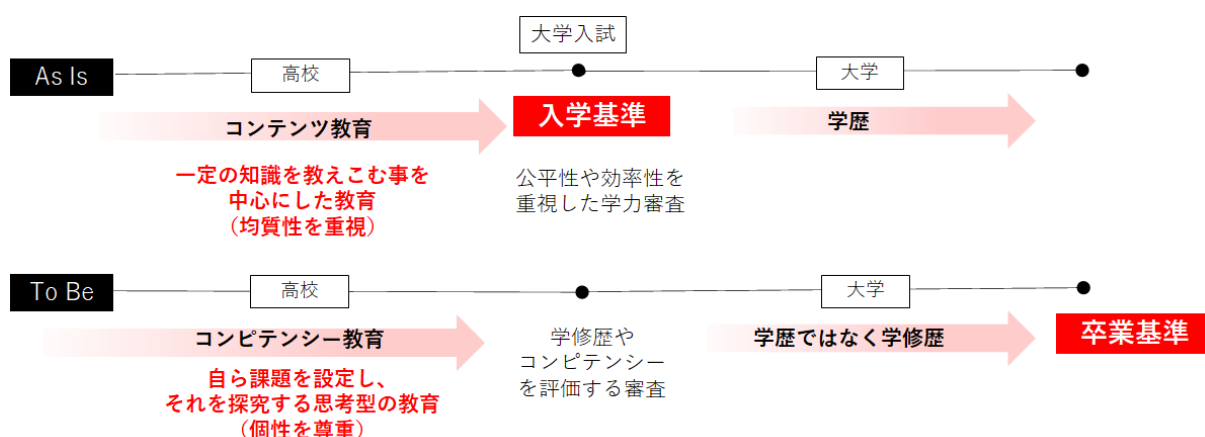 大学入試
As Is
高校
大学
コンテンツ教育
入学基準
学歴
一定の知識を教えこむ事を
中心にした教育
（均質性を重視）
公平性や効率性を
重視した学力審査
To Be
高校
大学
コンピテンシー教育
学修歴や
コンピテンシー
を評価する審査
学歴ではなく学修歴
卒業基準
自ら課題を設定し、
それを探究する思考型の教育
（個性を尊重）